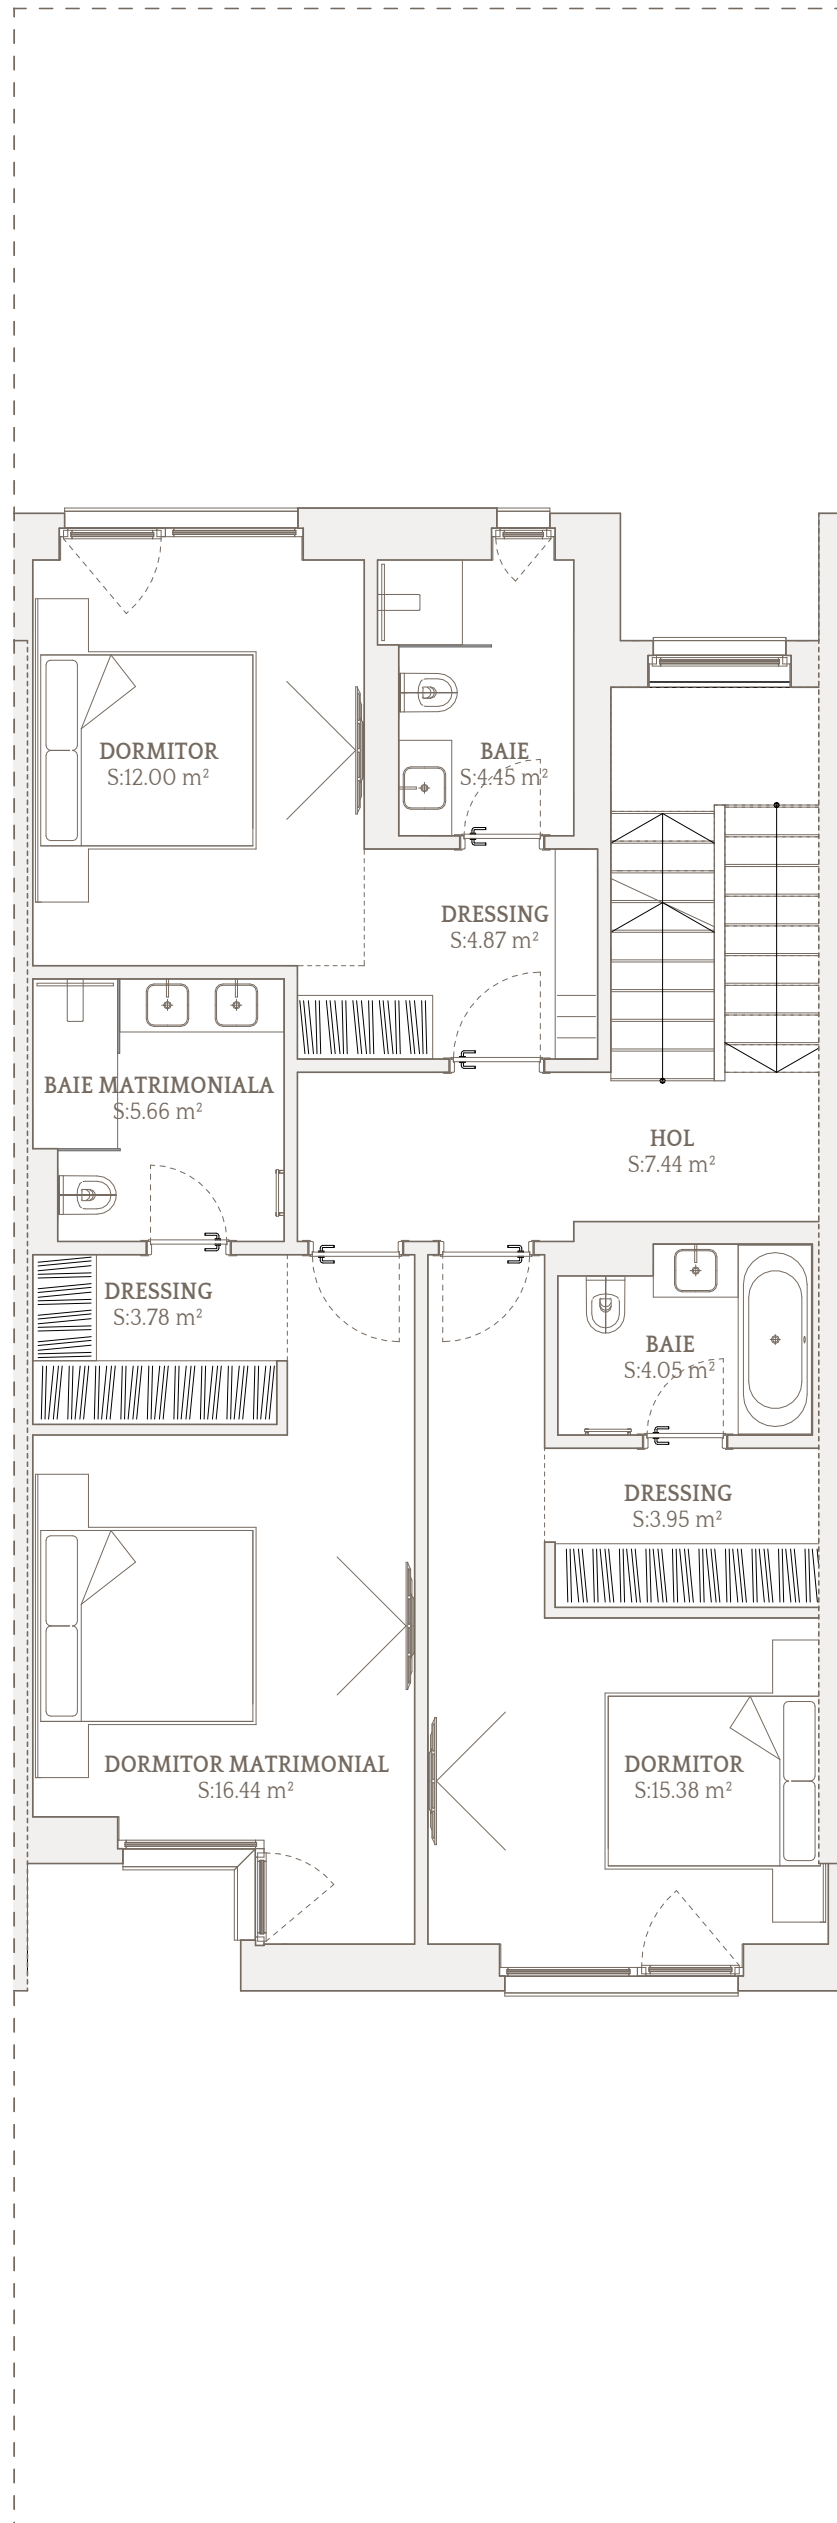 DORMITOR
S:12.00 m²
BAIE
S:4.45 m²
DRESSING
S:4.87 m²
BAIE MATRIMONIALA
S:5.66 m²
HOL
S:7.44 m²
DRESSING
S:3.78 m²
BAIE
S:4.05 m²
DRESSING
S:3.95 m²
DORMITOR MATRIMONIAL
S:16.44 m²
DORMITOR
S:15.38 m²